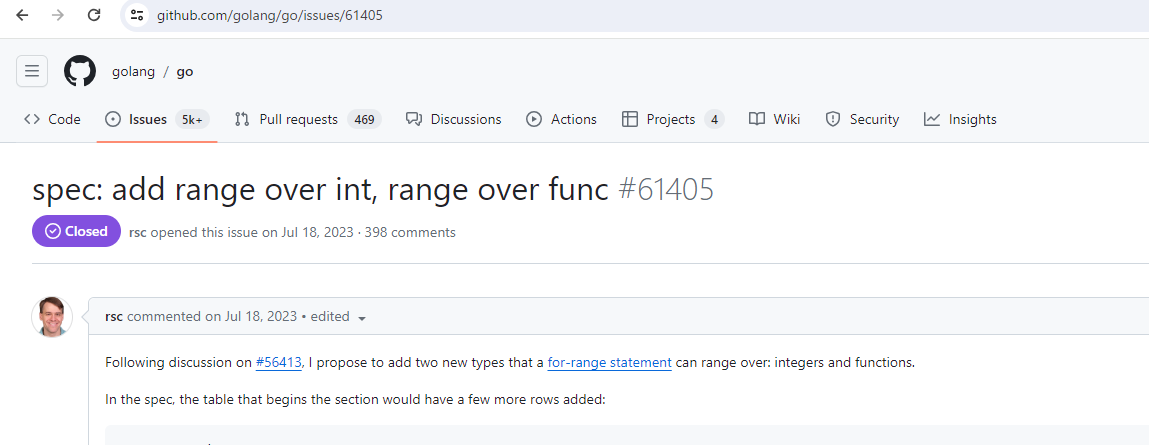 github.com/golang/go/issues/61405
golang / go
Code Issues 5k+ Pull requests 469 Discussions Actions Projects 4 Wiki Security Insights
spec: add range over int, range over func #61405
Closed rsc opened this issue on Jul 18, 2023 · 398 comments
rsc commented on Jul 18, 2023 • edited
Following discussion on #56413, I propose to add two new types that a for-range statement can range over: integers and functions.
In the spec, the table that begins the section would have a few more rows added: